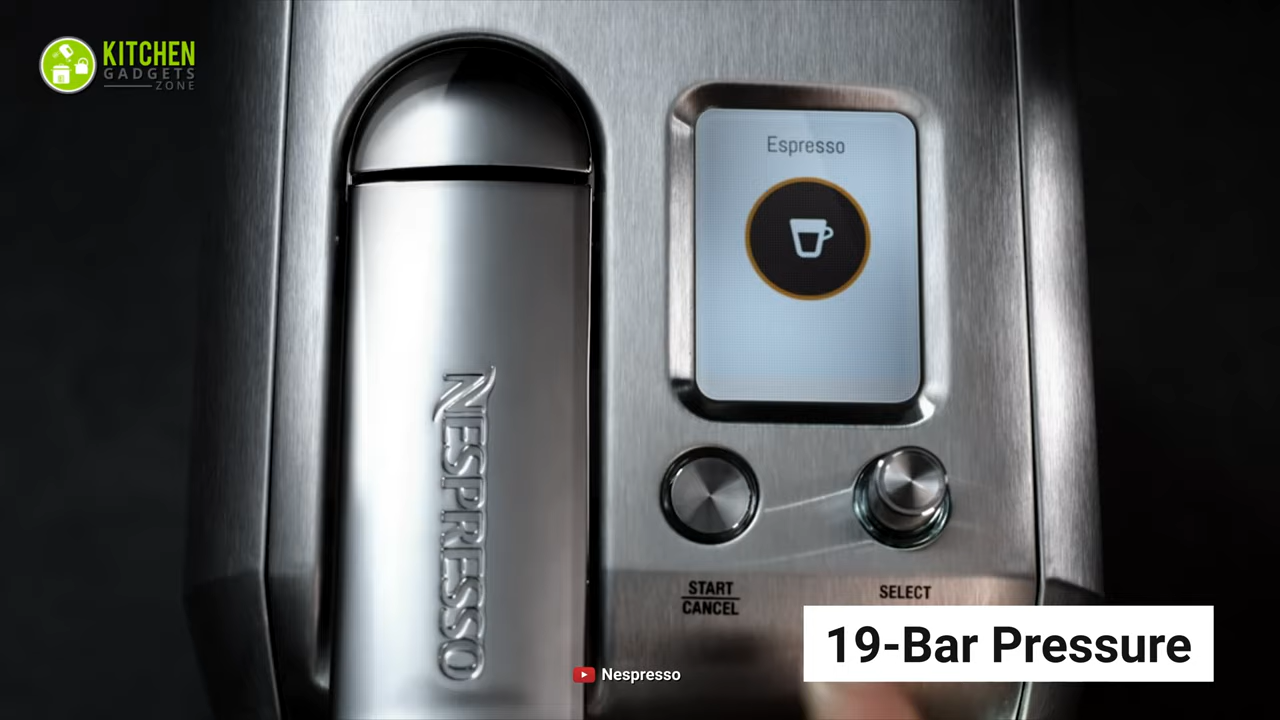 KITCHEN
GADGETS
ZONE
Espresso
NESPRESSO
START
CANCEL
SELECT
19-Bar Pressure
Nespresso